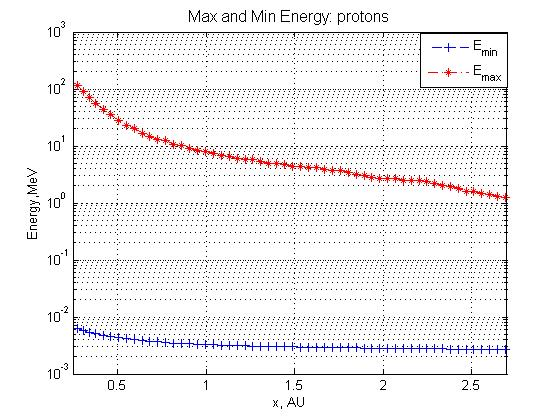 Max and Min Energy: protons
10^3
E_min
E_max
10^2
10^1
10^0
10^-1
10^-2
10^-3
Energy,MeV
0.5
1
1.5
2
2.5
x, AU